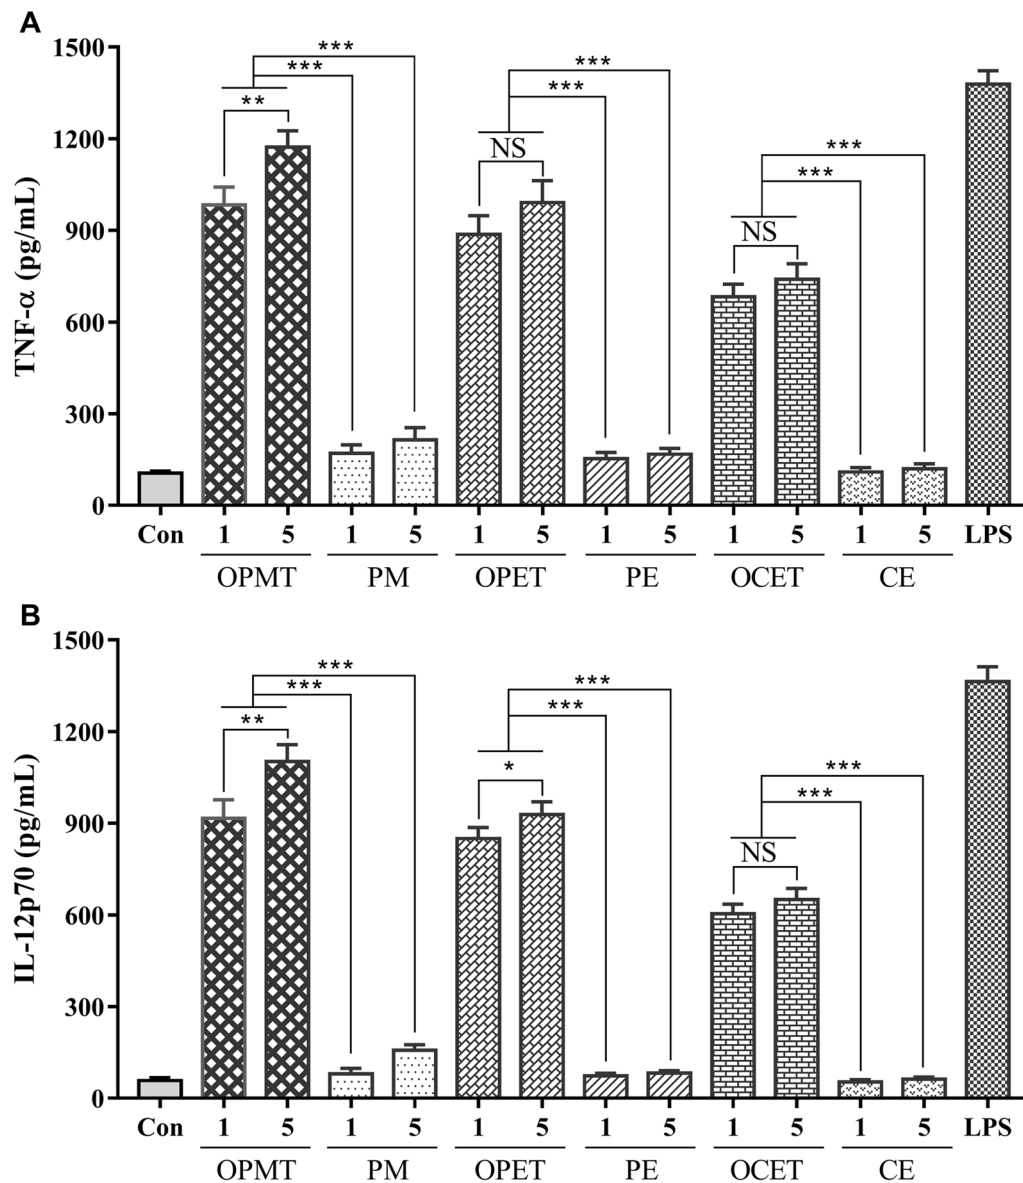 A
TNF-α (pg/mL)
1500
1200
900
600
300
0
***
***
**
***
***
NS
***
***
NS
Con 1 5 1 5 1 5 1 5 1 5 1 5 LPS
OPMT PM OPET PE OCET CE
B
IL-12p70 (pg/mL)
1500
1200
900
600
300
0
***
***
**
***
***
*
***
***
NS
Con 1 5 1 5 1 5 1 5 1 5 1 5 LPS
OPMT PM OPET PE OCET CE